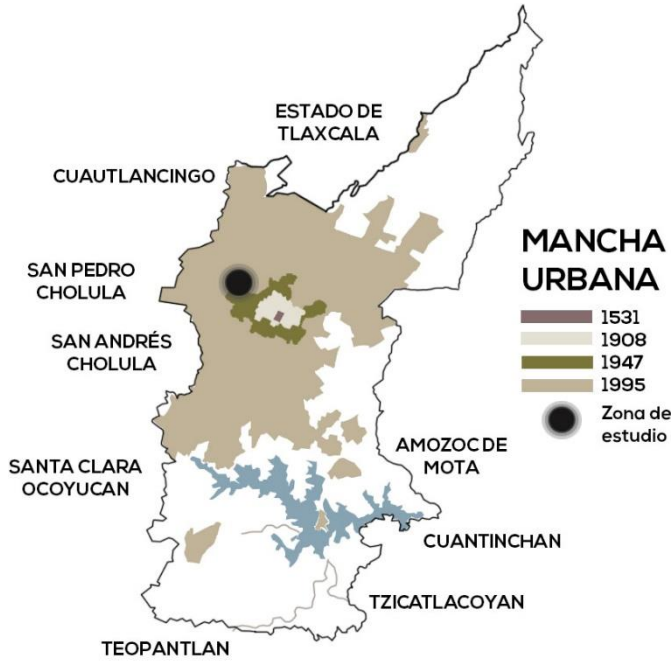 ESTADO DE
TLAXCALA
CUAUTLANCINGO
SAN PEDRO
CHOLULA
SAN ANDRÉS
CHOLULA
SANTA CLARA
OCOYUCAN
AMOZOC DE
MOTA
CUANTINCHAN
TZICATLACOYAN
TEOPANTLAN
MANCHA
URBANA
1531
1908
1947
1995
Zona de
estudio